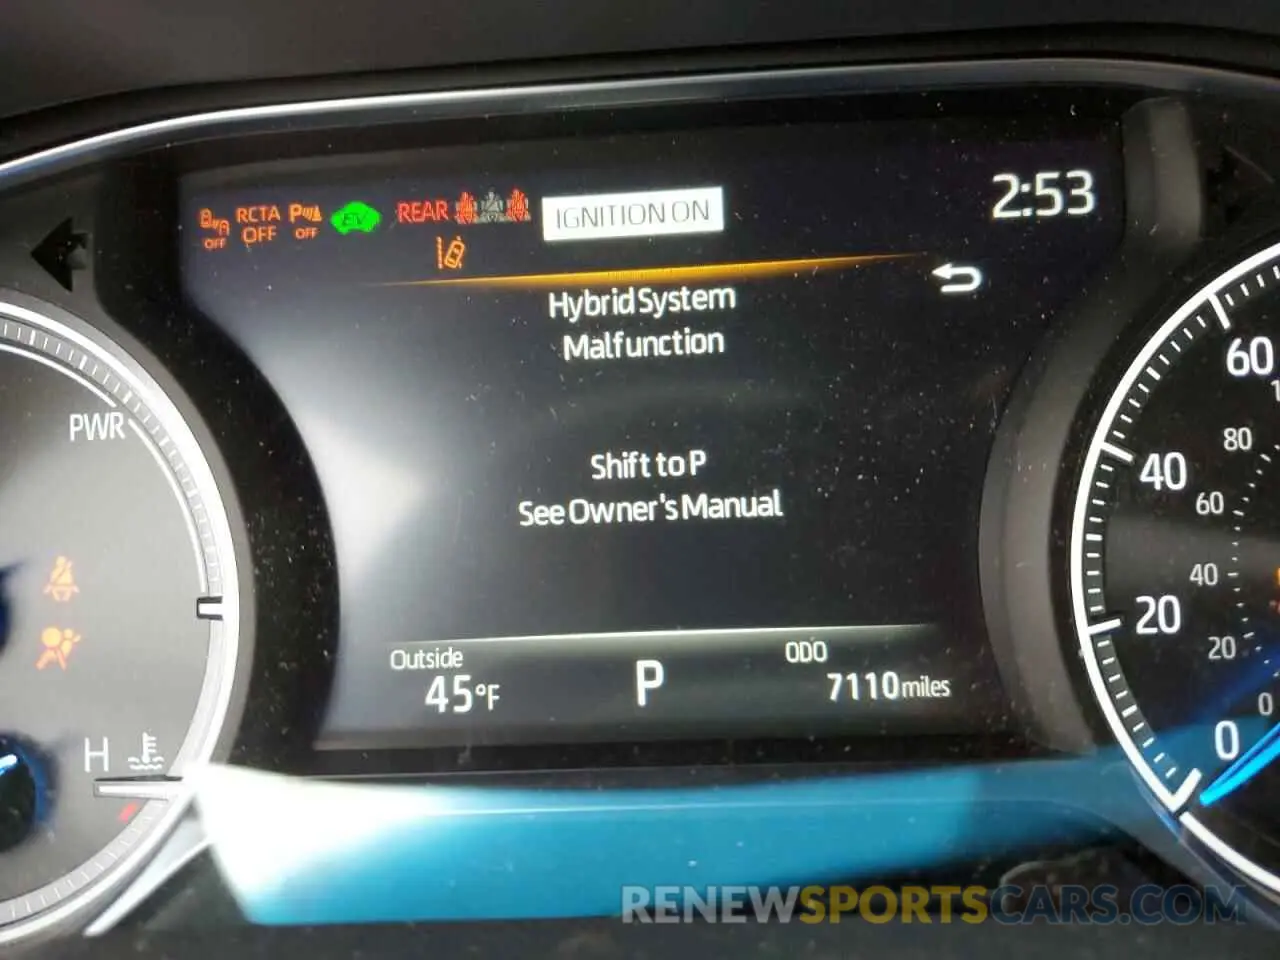 OFF
RCTA
OFF
P
OFF
EV
REAR
IGNITION ON
2:53
Hybrid System
Malfunction
Shift to P
See Owner's Manual
Outside
45°F
P
ODO
7110 miles
PWR
H
60
80
40
60
40
20
20
0
0
RENEWSPORTSCARS.COM